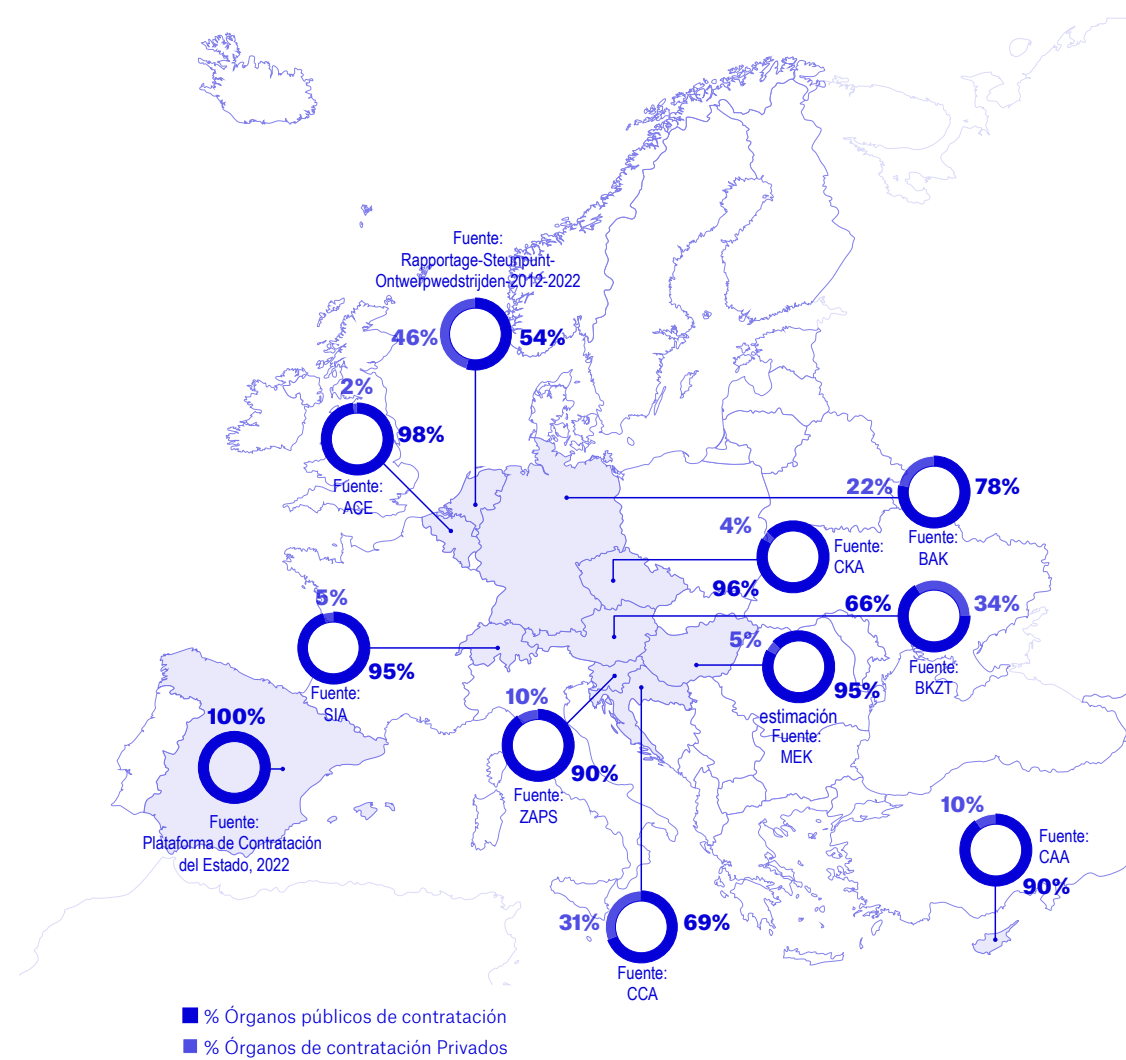 Fuente:
Rapportage-Steunpunt-
Ontwerpwedstrijden-2012-2022
46%
54%
2%
98%
Fuente:
ACE
22%
78%
Fuente:
BAK
4%
96%
Fuente:
CKA
66%
34%
Fuente:
BKZT
5%
95%
Fuente:
SIA
5%
95%
estimación
Fuente:
MEK
10%
90%
Fuente:
ZAPS
100%
Fuente:
Plataforma de Contratación
del Estado, 2022
10%
Fuente:
CAA
90%
31%
69%
Fuente:
CCA
% Órganos públicos de contratación
% Órganos de contratación Privados